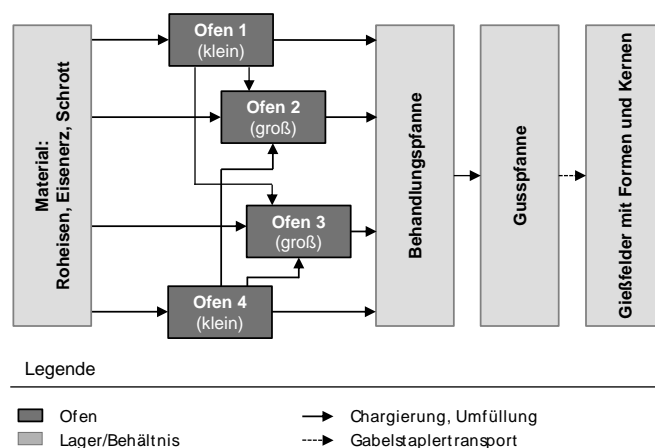 Material:
Roheisen, Eisenerz, Schrott
Ofen 1
(klein)
Ofen 2
(groß)
Ofen 3
(groß)
Ofen 4
(klein)
Behandlungspfanne
Gusspfanne
Gießfelder mit Formen und Kernen
Legende
Ofen
Chargierung, Umfüllung
Lager/Behältnis
Gabelstaplertransport